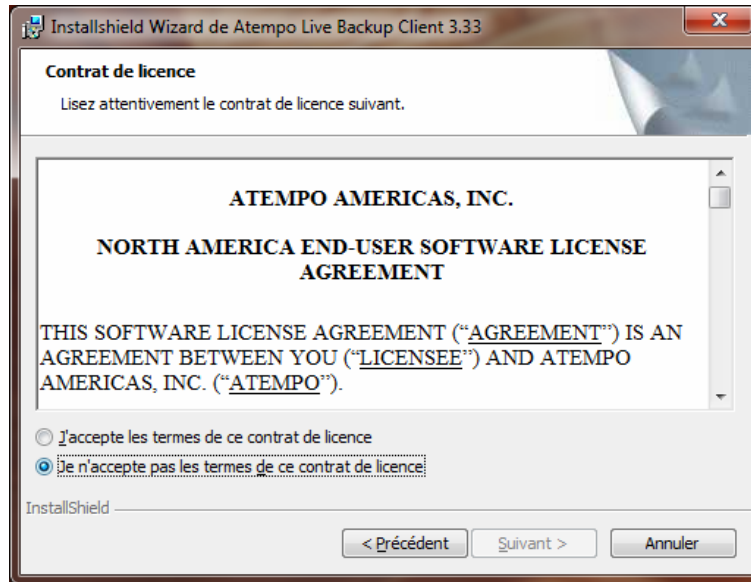 Installshield Wizard de Atempo Live Backup Client 3.33
Contrat de licence
Lisez attentivement le contrat de licence suivant.
ATEMPO AMERICAS, INC.
NORTH AMERICA END-USER SOFTWARE LICENSE
AGREEMENT
THIS SOFTWARE LICENSE AGREEMENT (“AGREEMENT”) IS AN
AGREEMENT BETWEEN YOU (“LICENSEE”) AND ATEMPO
AMERICAS, INC. (“ATEMPO”).
J'accepte les termes de ce contrat de licence
Je n'accepte pas les termes de ce contrat de licence
InstallShield
< Précédent
Suivant >
Annuler